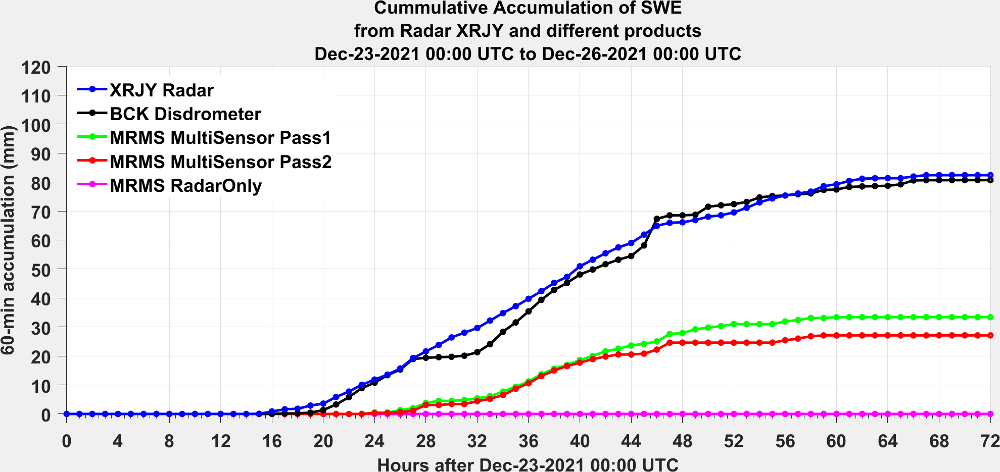 Cummulative Accumulation of SWE
from Radar XRJY and different products
Dec-23-2021 00:00 UTC to Dec-26-2021 00:00 UTC
60-min accumulation (mm)
120
110
100
90
80
70
60
50
40
30
20
10
0
XRJY Radar
BCK Disdrometer
MRMS MultiSensor Pass1
MRMS MultiSensor Pass2
MRMS RadarOnly
0 4 8 12 16 20 24 28 32 36 40 44 48 52 56 60 64 68 72
Hours after Dec-23-2021 00:00 UTC